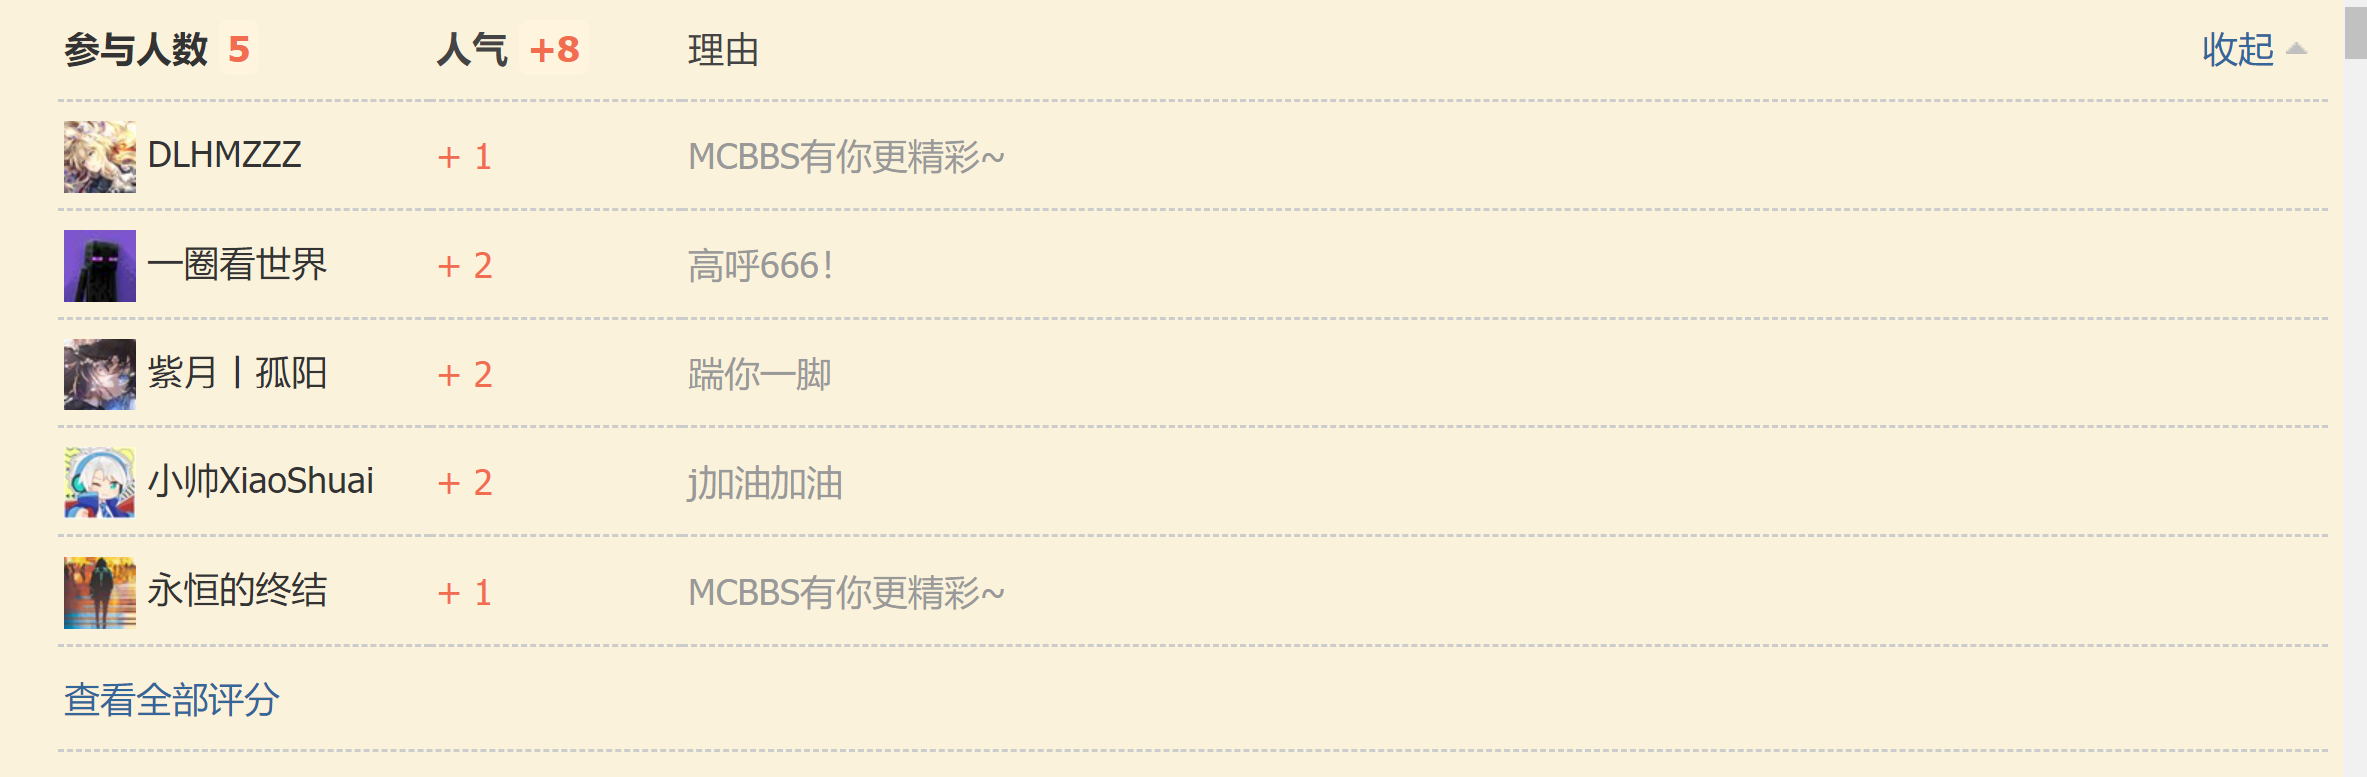 参与人数 5 人气 +8 理由 收起
DLHMZZZ + 1 MCBBS有你更精彩~
一圈看世界 + 2 高呼666！
紫月丨孤阳 + 2 踹你一脚
小帅XiaoShuai + 2 j加油加油
永恒的终结 + 1 MCBBS有你更精彩~
查看全部评分